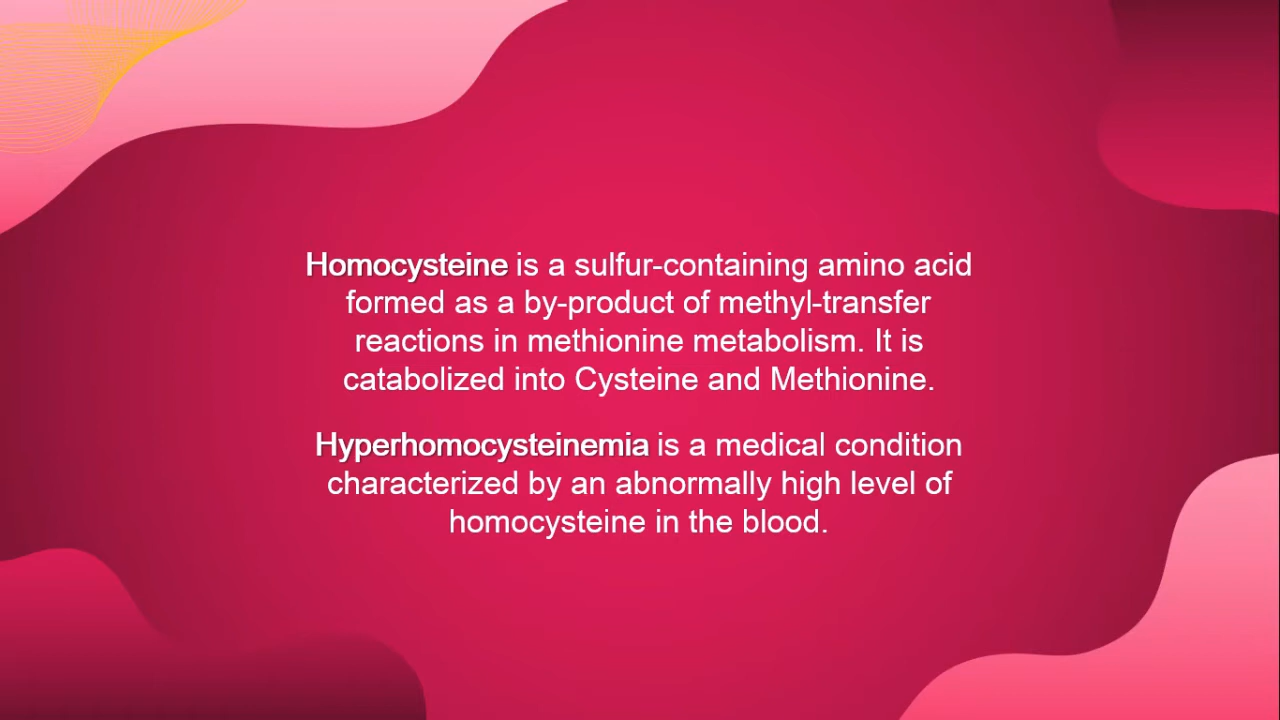 Homocysteine is a sulfur-containing amino acid
formed as a by-product of methyl-transfer
reactions in methionine metabolism. It is
catabolized into Cysteine and Methionine.
Hyperhomocysteinemia is a medical condition
characterized by an abnormally high level of
homocysteine in the blood.